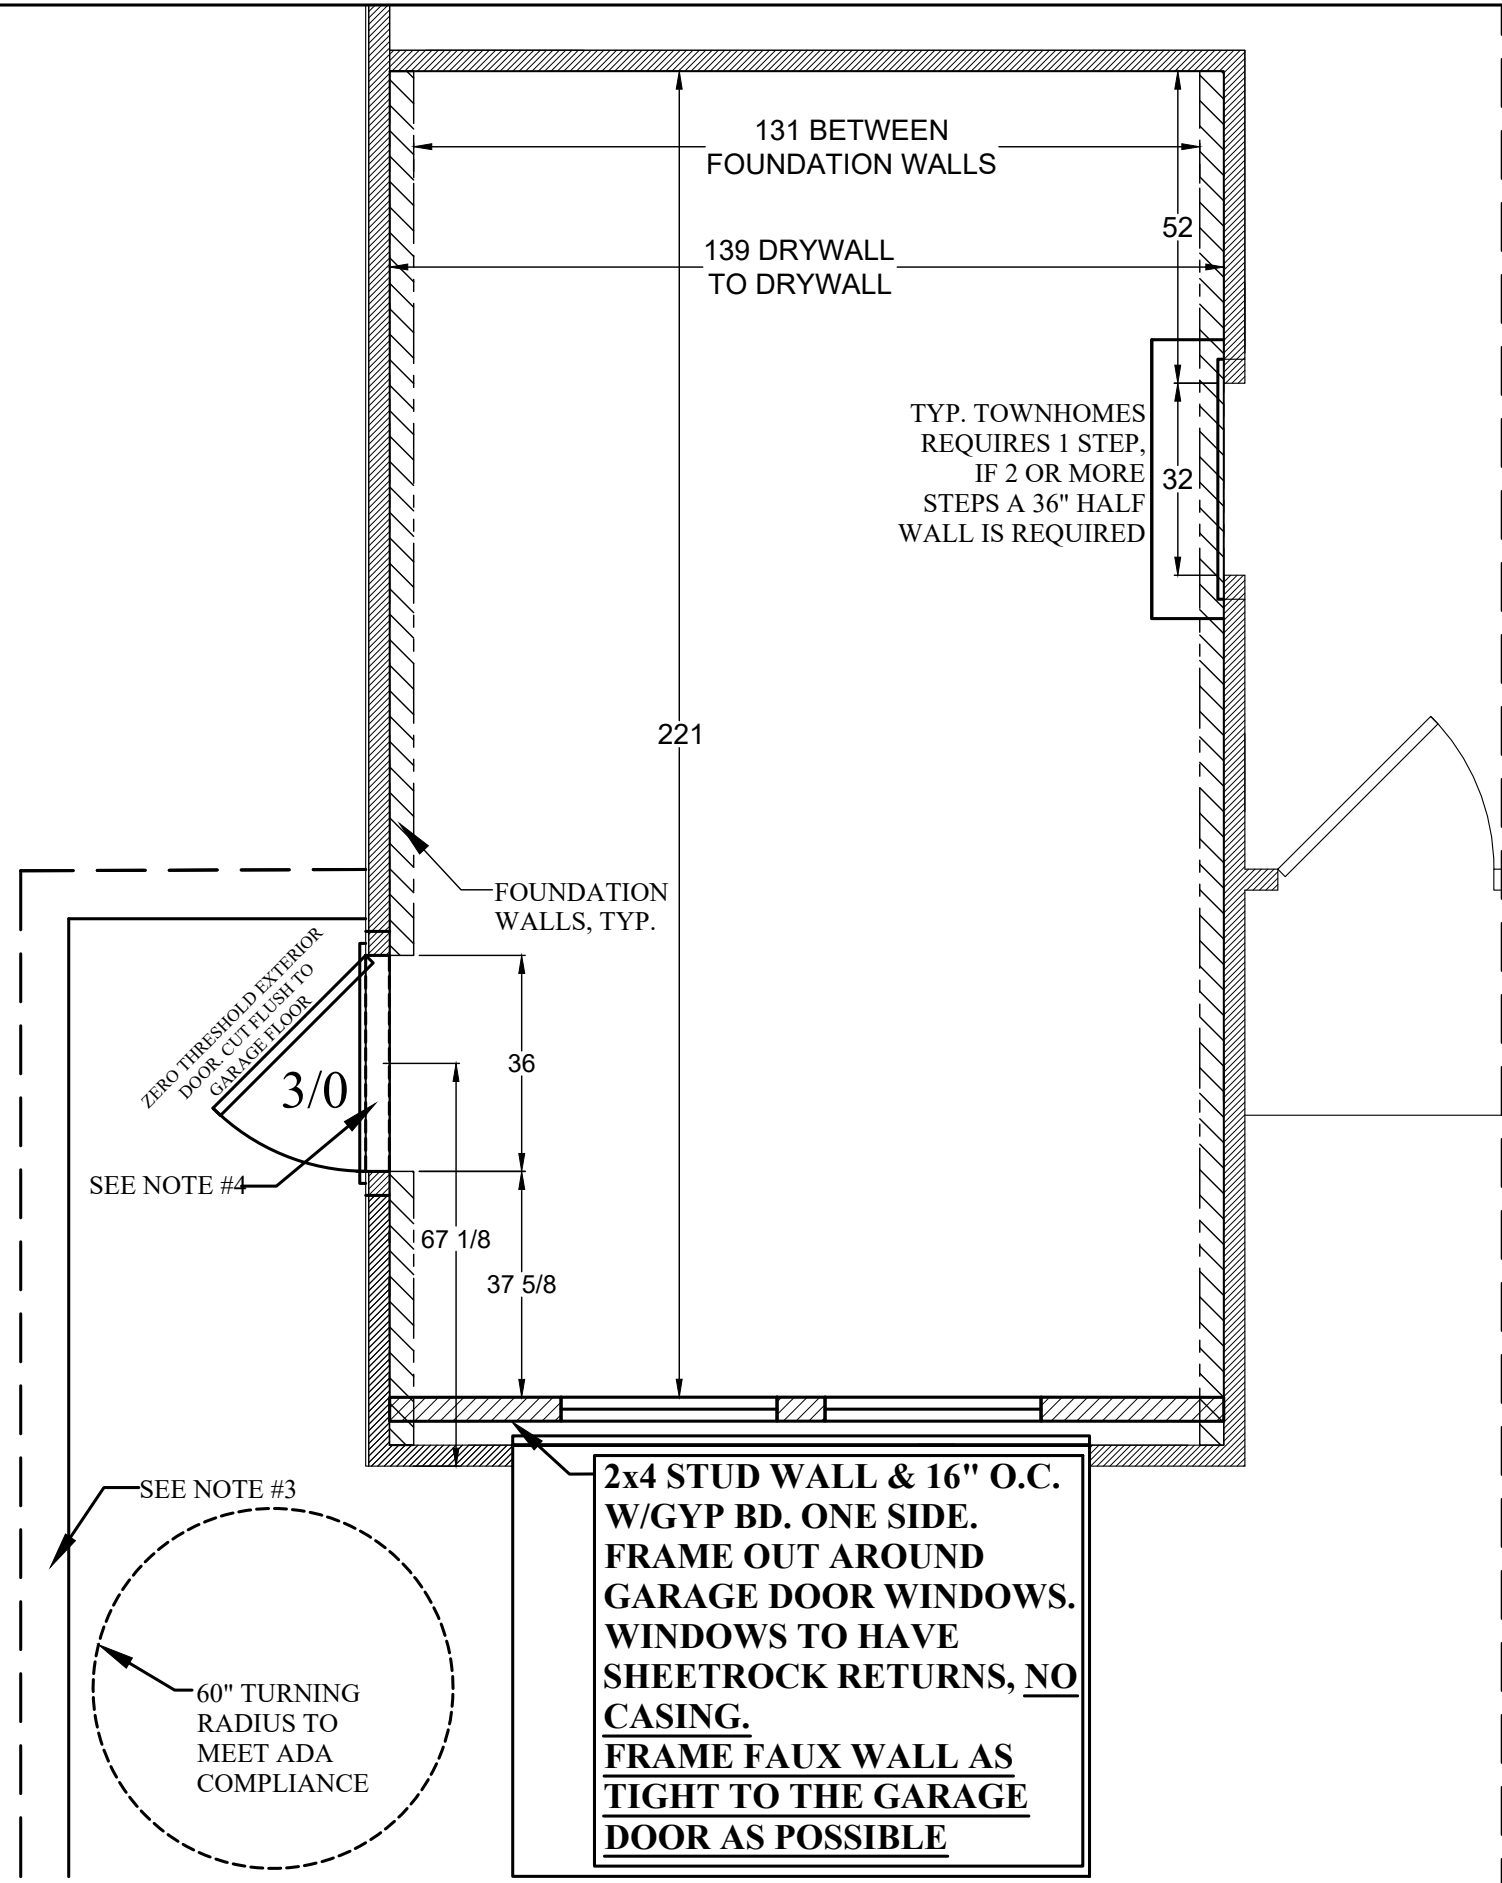 131 BETWEEN
FOUNDATION WALLS
52
139 DRYWALL
TO DRYWALL
TYP. TOWNHOMES
REQUIRES 1 STEP,
IF 2 OR MORE
STEPS A 36" HALF
WALL IS REQUIRED
32
221
FOUNDATION
WALLS, TYP.
ZERO THRESHOLD EXTERIOR
DOOR. CUT FLUSH TO
GARAGE FLOOR
3/0
36
SEE NOTE #4
67 1/8
37 5/8
SEE NOTE #3
2x4 STUD WALL & 16" O.C.
W/GYP BD. ONE SIDE.
FRAME OUT AROUND
GARAGE DOOR WINDOWS.
WINDOWS TO HAVE
SHEETROCK RETURNS, NO
CASING.
FRAME FAUX WALL AS
TIGHT TO THE GARAGE
DOOR AS POSSIBLE
60" TURNING
RADIUS TO
MEET ADA
COMPLIANCE